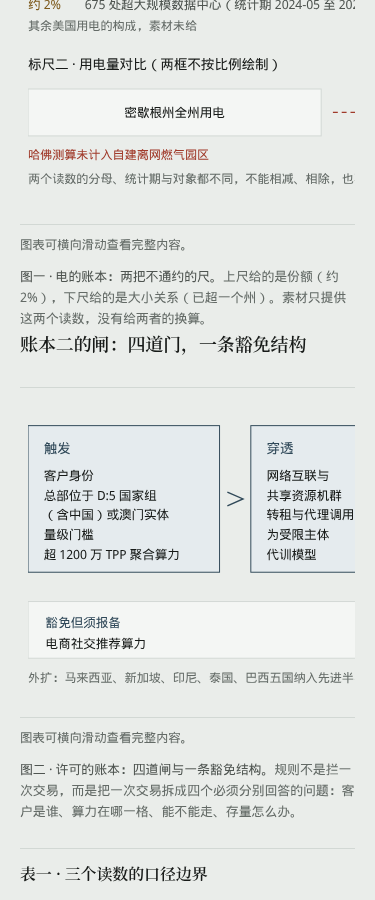 约 2% 675 处超大规模数据中心（统计期 2024-05 至 202
其余美国用电的构成，素材未给
标尺二 · 用电量对比（两框不按比例绘制）
密歇根州全州用电
哈佛测算未计入自建离网燃气园区
两个读数的分母、统计期与对象都不同，不能相减、相除，也
图表可横向滑动查看完整内容。
图一 · 电的账本：两把不通约的尺。上尺给的是份额（约
2%），下尺给的是大小关系（已超一个州）。素材只提供
这两个读数，没有给两者的换算。
账本二的闸：四道门，一条豁免结构
触发
客户身份
总部位于 D:5 国家组
（含中国）或澳门实体
量级门槛
超 1200 万 TPP 聚合算力
>
穿透
网络互联与
共享资源机群
转租与代理调用
为受限主体
代训模型
豁免但须报备
电商社交推荐算力
外扩：马来西亚、新加坡、印尼、泰国、巴西五国纳入先进半
图表可横向滑动查看完整内容。
图二 · 许可的账本：四道闸与一条豁免结构。规则不是拦一
次交易，而是把一次交易拆成四个必须分别回答的问题：客
户是谁、算力在哪一格、能不能走、存量怎么办。
表一 · 三个读数的口径边界